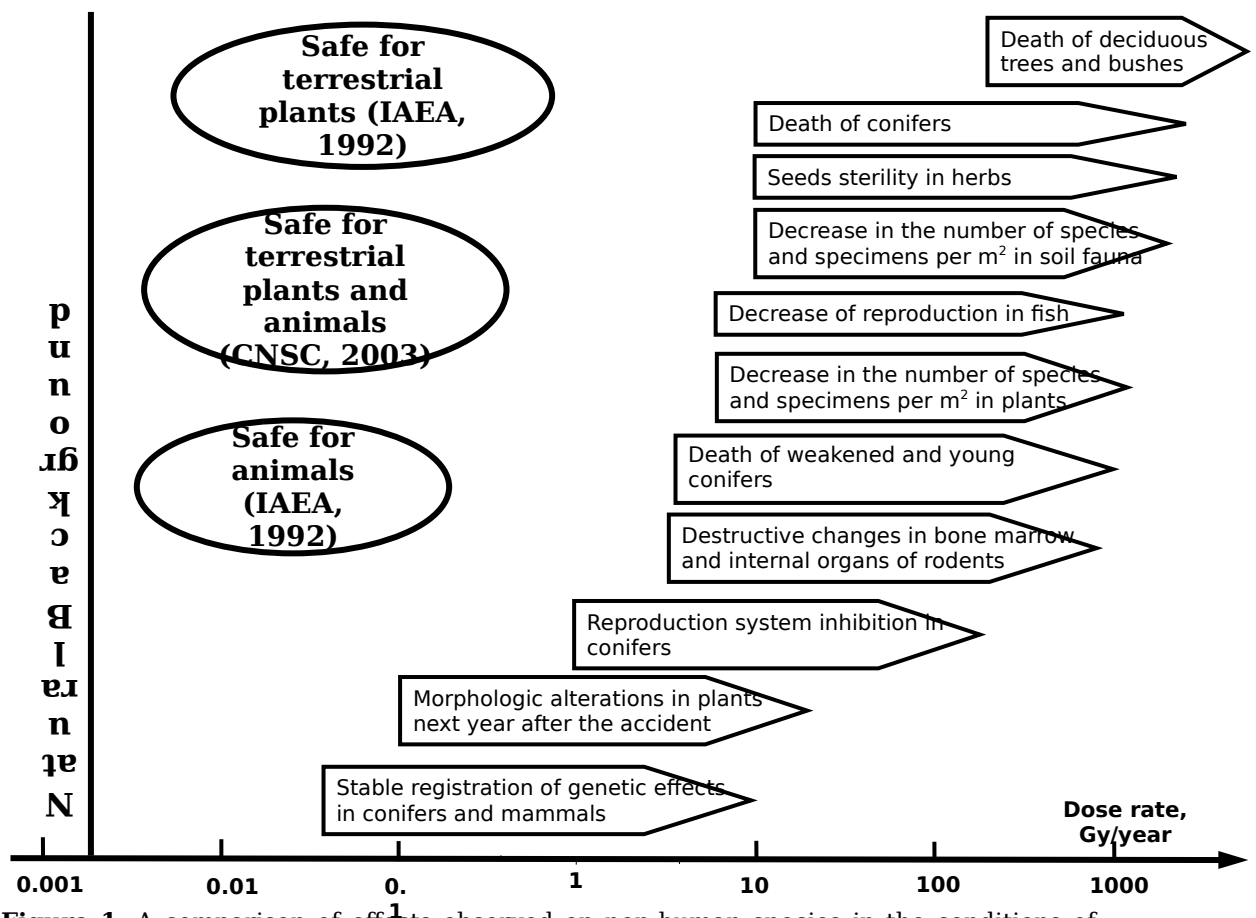 Safe for
terrestrial
plants (IAEA,
1992)
Safe for
terrestrial
plants and
animals
(CNSC, 2003)
Safe for
animals
(IAEA,
1992)
Nat
u
ra
l
B
a
c
k
gr
o
u
n
d
Death of deciduous
trees and bushes
Death of conifers
Seeds sterility in herbs
Decrease in the number of species
and specimens per m² in soil fauna
Decrease of reproduction in fish
Decrease in the number of species
and specimens per m² in plants
Death of weakened and young
conifers
Destructive changes in bone marrow
and internal organs of rodents
Reproduction system inhibition in
conifers
Morphologic alterations in plants
next year after the accident
Stable registration of genetic effects
in conifers and mammals
Dose rate,
Gy/year
0.001 0.01 0. 1 10 100 1000
1
Figure 1. A comparison of effects observed on non-human species in the conditions of